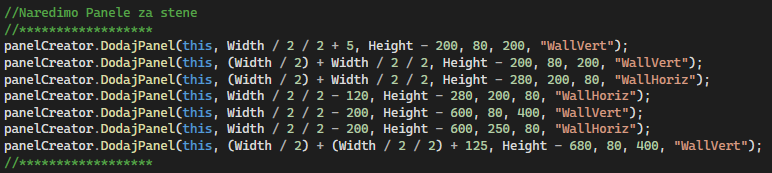 //Naredimo Panele za stene
//******************
panelCreator.DodajPanel(this, Width / 2 / 2 + 5, Height - 200, 80, 200, "WallVert");
panelCreator.DodajPanel(this, (Width / 2) + Width / 2 / 2, Height - 200, 80, 200, "WallVert");
panelCreator.DodajPanel(this, (Width / 2) + Width / 2 / 2, Height - 280, 200, 80, "WallHoriz");
panelCreator.DodajPanel(this, Width / 2 / 2 - 120, Height - 280, 200, 80, "WallHoriz");
panelCreator.DodajPanel(this, Width / 2 / 2 - 200, Height - 600, 80, 400, "WallVert");
panelCreator.DodajPanel(this, Width / 2 / 2 - 200, Height - 600, 250, 80, "WallHoriz");
panelCreator.DodajPanel(this, (Width / 2) + (Width / 2 / 2) + 125, Height - 680, 80, 400, "WallVert");
//******************